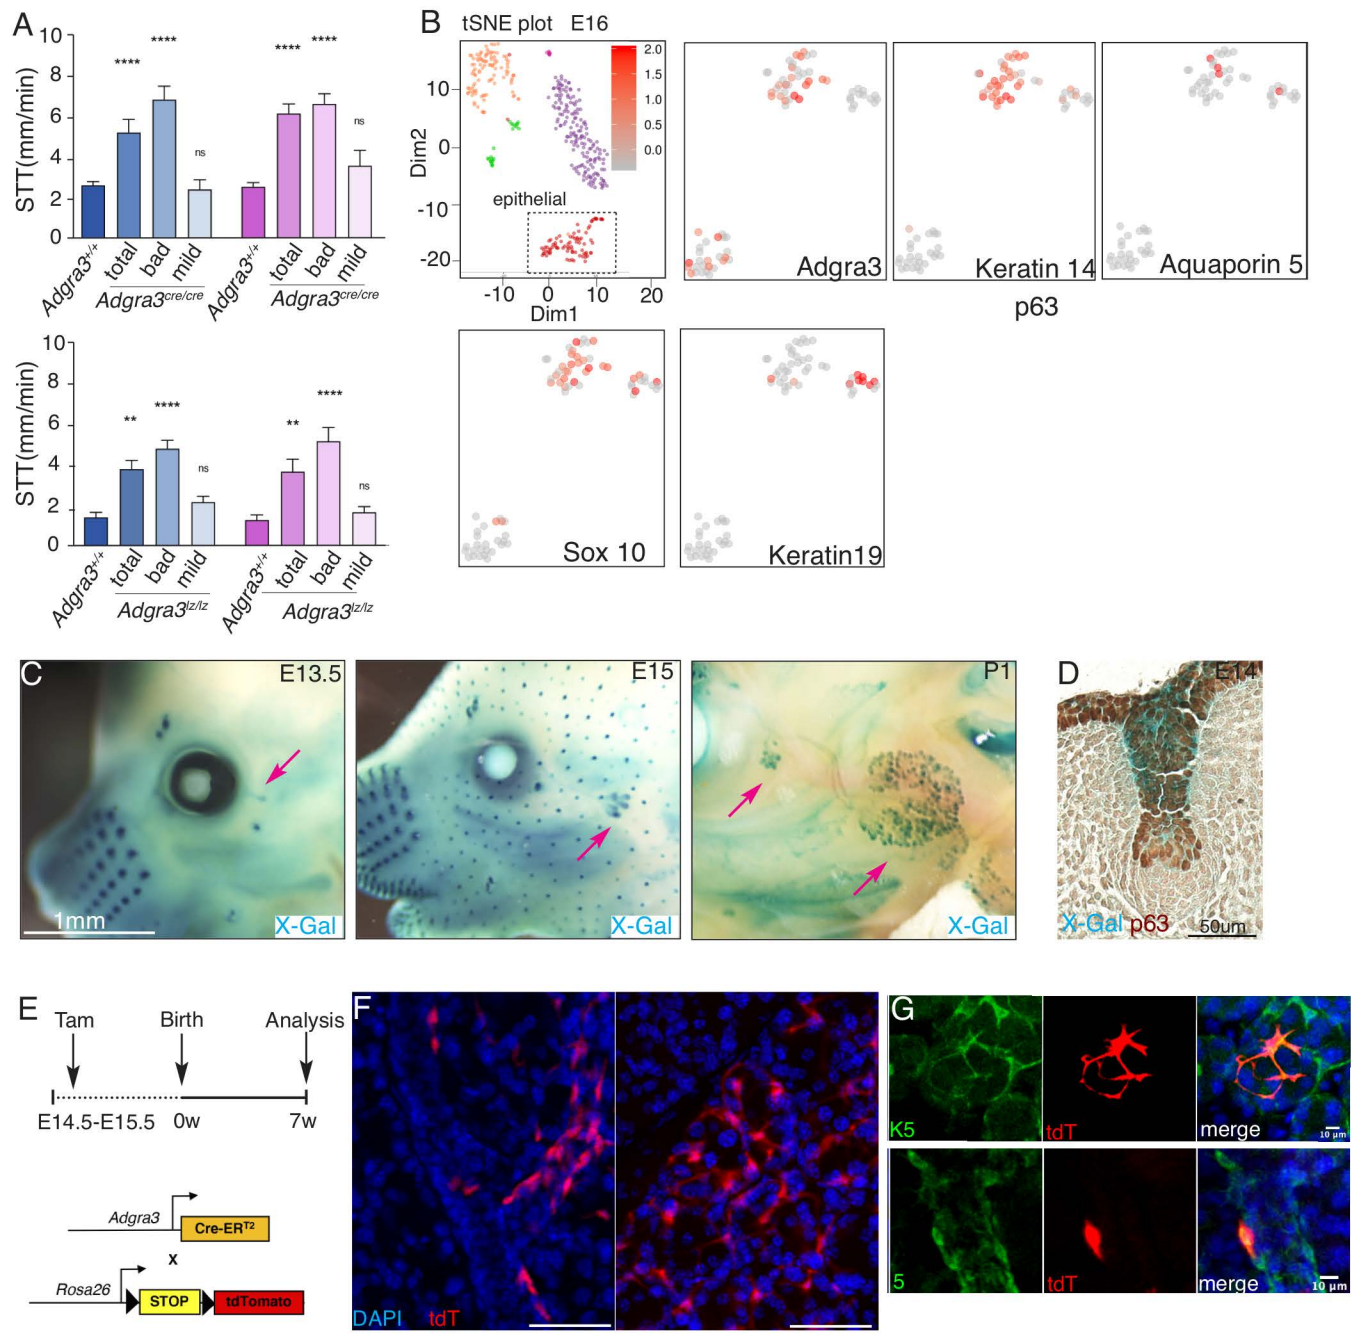 A
10
8
6
4
2
0
STT(mm/min)
****
****
ns
****
****
ns
Adgra3+/+
total
bad
mild
Adgra3cre/cre
Adgra3+/+
total
bad
mild
Adgra3cre/cre
10
8
6
4
2
0
STT(mm/min)
**
****
ns
**
****
ns
Adgra3+/+
total
bad
mild
Adgra3lz/lz
Adgra3+/+
total
bad
mild
Adgra3lz/lz
B
tSNE plot E16
2.0
1.5
1.0
0.5
0.0
10
0
-10
-20
Dim2
epithelial
-10 0 10 20
Dim1
Adgra3
Keratin 14
Aquaporin 5
p63
Sox 10
Keratin19
C
E13.5
1mm
X-Gal
E15
X-Gal
P1
X-Gal
D
E14
X-Gal p63
50um
E
Tam Birth Analysis
E14.5-E15.5 0w 7w
Adgra3
Cre-ERT2
x
Rosa26
STOP
tdTomato
F
DAPI tdT
G
K5
tdT
merge
10 µm
5
tdT
merge
10 µm